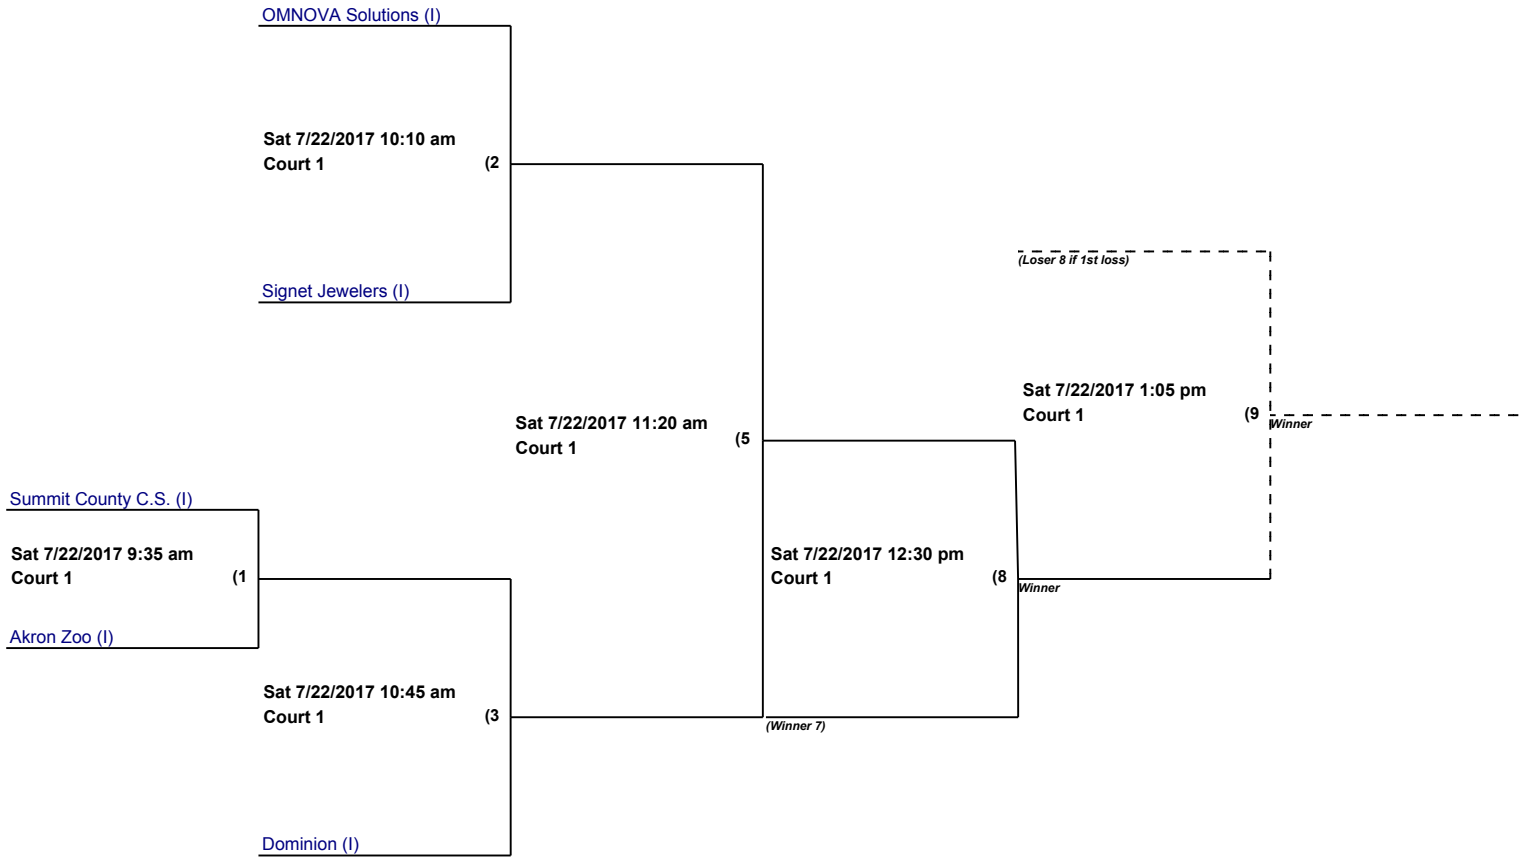 OMNOVA Solutions (I)
Sat 7/22/2017 10:10 am
Court 1
(2
Signet Jewelers (I)
(Loser 8 if 1st loss)
Sat 7/22/2017 1:05 pm
Court 1
(9
Winner
Sat 7/22/2017 11:20 am
Court 1
(5
Summit County C.S. (I)
Sat 7/22/2017 9:35 am
Court 1
(1
Akron Zoo (I)
Sat 7/22/2017 12:30 pm
Court 1
(8
Winner
Sat 7/22/2017 10:45 am
Court 1
(3
(Winner 7)
Dominion (I)